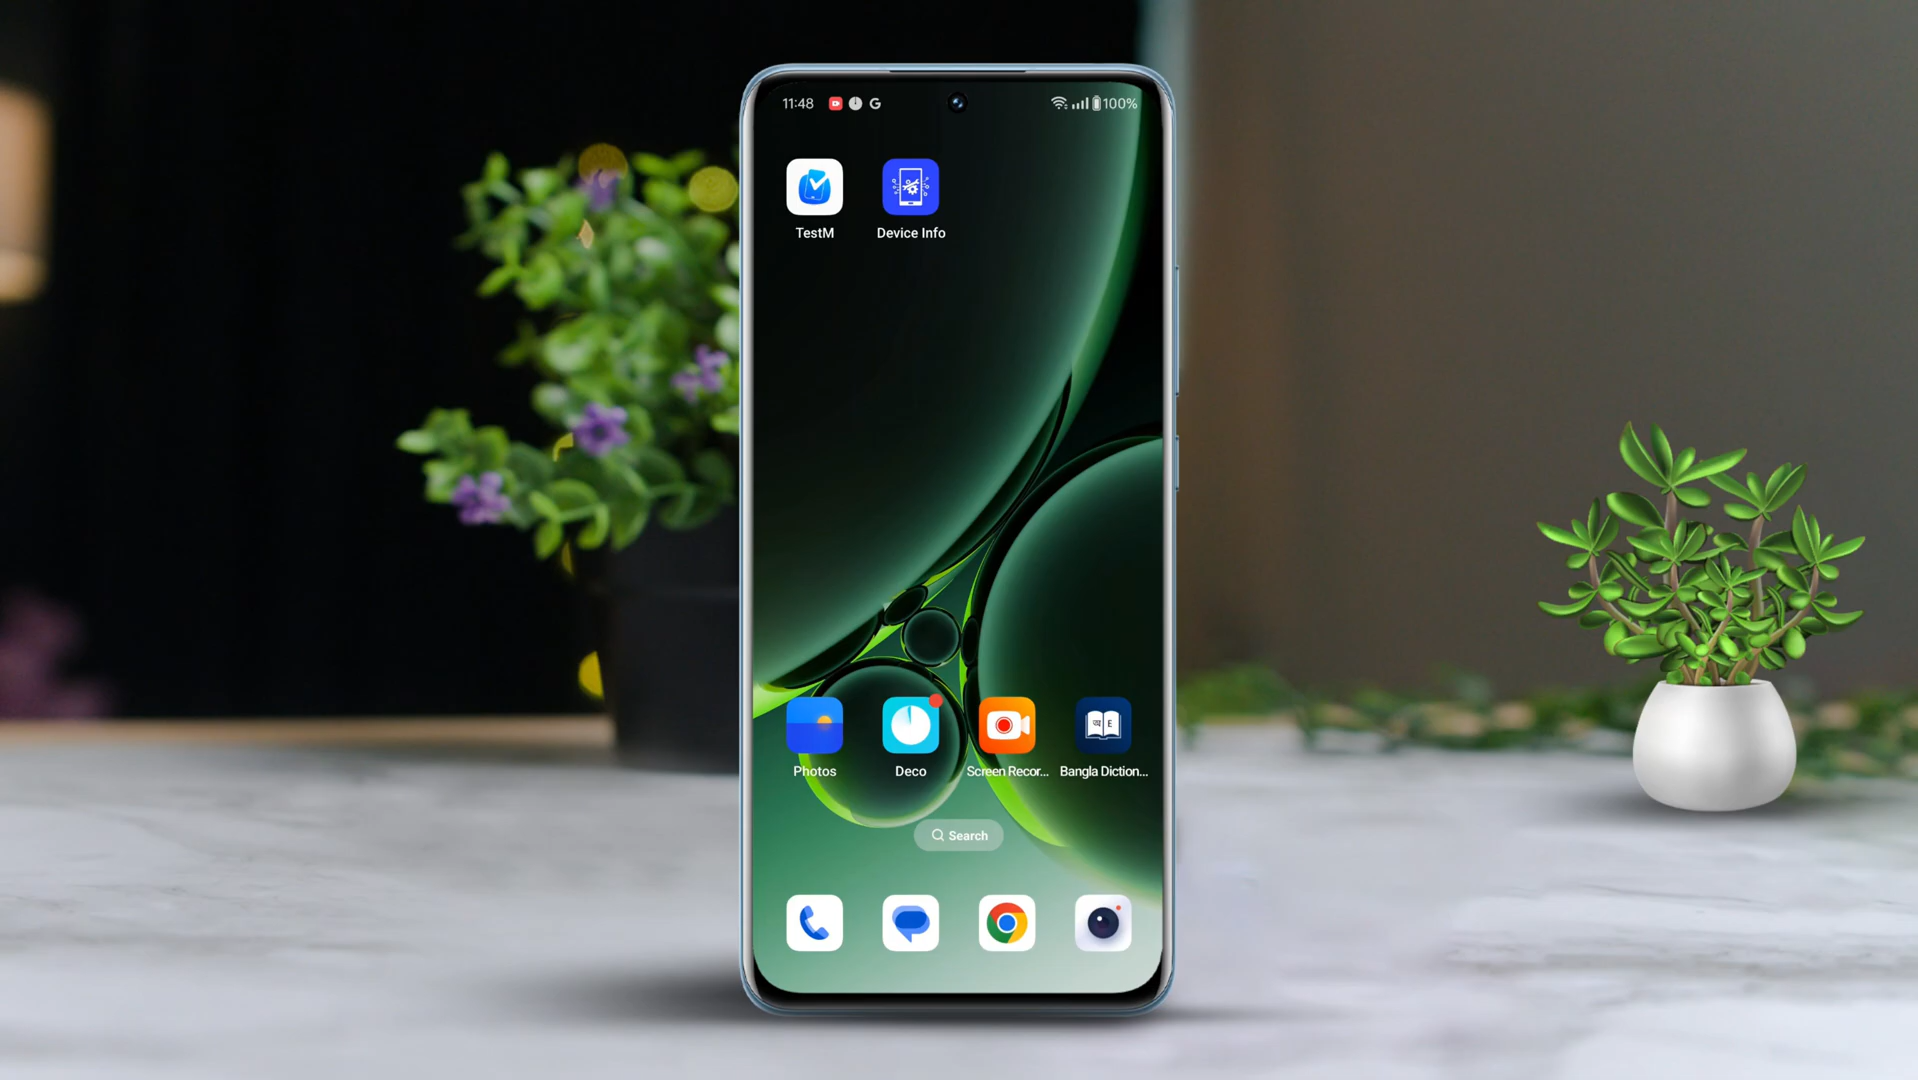 11:48 G 100%
TestM Device Info
অ E
Photos Deco Screen Recor... Bangla Diction...
Search